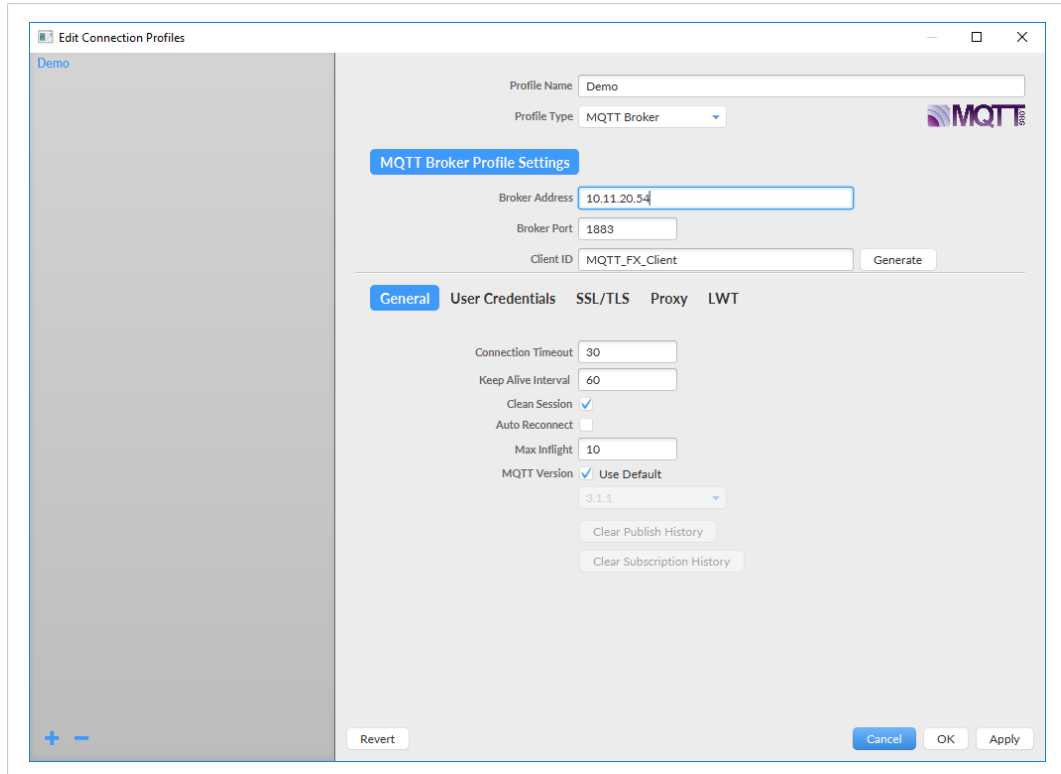 Edit Connection Profiles
Demo
Profile Name Demo
Profile Type MQTT Broker
MQTT.ORG
MQTT Broker Profile Settings
Broker Address 10.11.20.54
Broker Port 1883
Client ID MQTT_FX_Client Generate
General User Credentials SSL/TLS Proxy LWT
Connection Timeout 30
Keep Alive Interval 60
Clean Session
Auto Reconnect
Max Inflight 10
MQTT Version Use Default
3.1.1
Clear Publish History
Clear Subscription History
Revert Cancel OK Apply